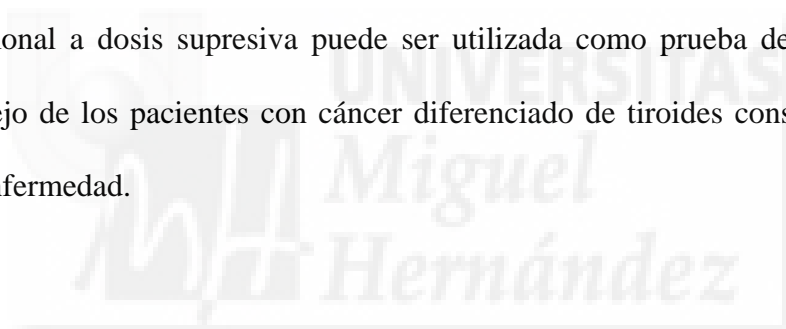 onal a dosis supresiva puede ser utilizada como prueba de
UNIVERSITAS
ejo de los pacientes con cáncer diferenciado de tiroides cons
Miguel
nfermedad.
Hernández